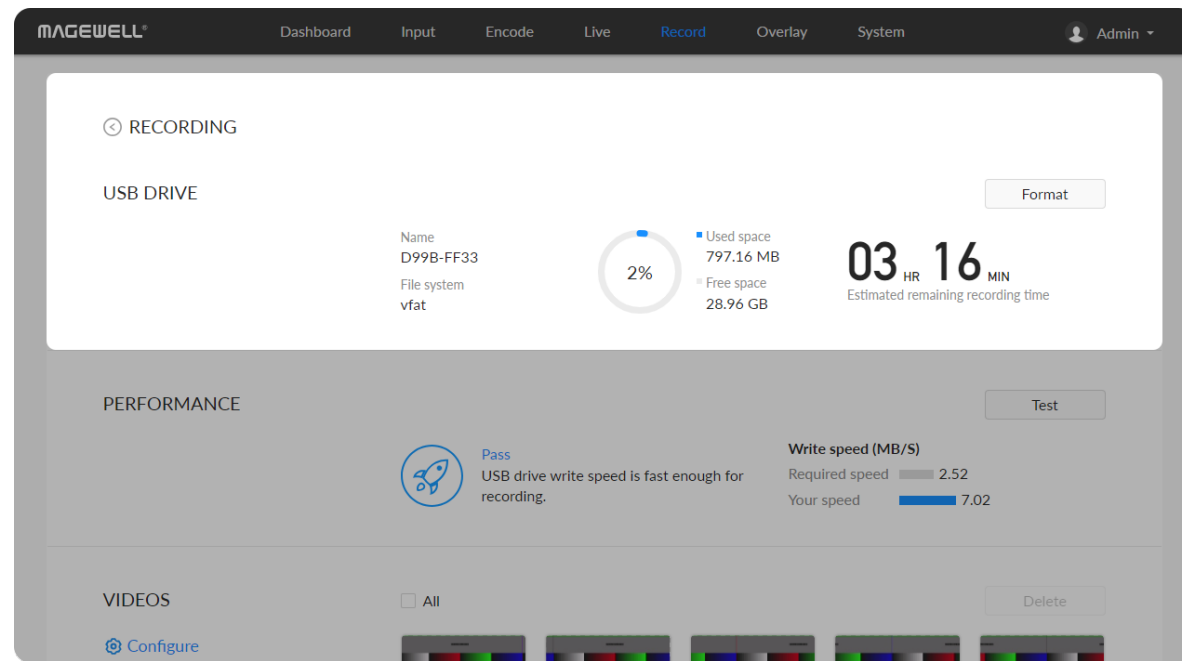 MAGEWELL®
Dashboard Input Encode Live Record Overlay System Admin
RECORDING
USB DRIVE
Format
Name
D99B-FF33
File system
vfat
2%
Used space
797.16 MB
Free space
28.96 GB
03 HR 16 MIN
Estimated remaining recording time
PERFORMANCE
Test
Pass
USB drive write speed is fast enough for
recording.
Write speed (MB/S)
Required speed 2.52
Your speed 7.02
VIDEOS
All
Delete
Configure